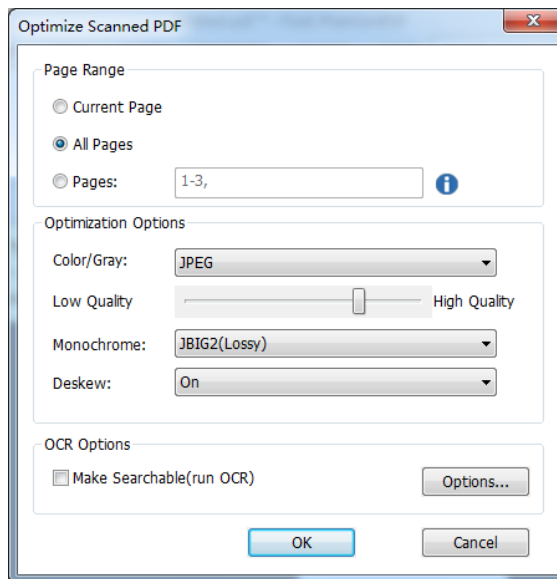 Optimize Scanned PDF
Page Range
Current Page
All Pages
Pages: 1-3,
Optimization Options
Color/Gray: JPEG
Low Quality High Quality
Monochrome: JBIG2(Lossy)
Deskew: On
OCR Options
Make Searchable(run OCR) Options...
OK Cancel